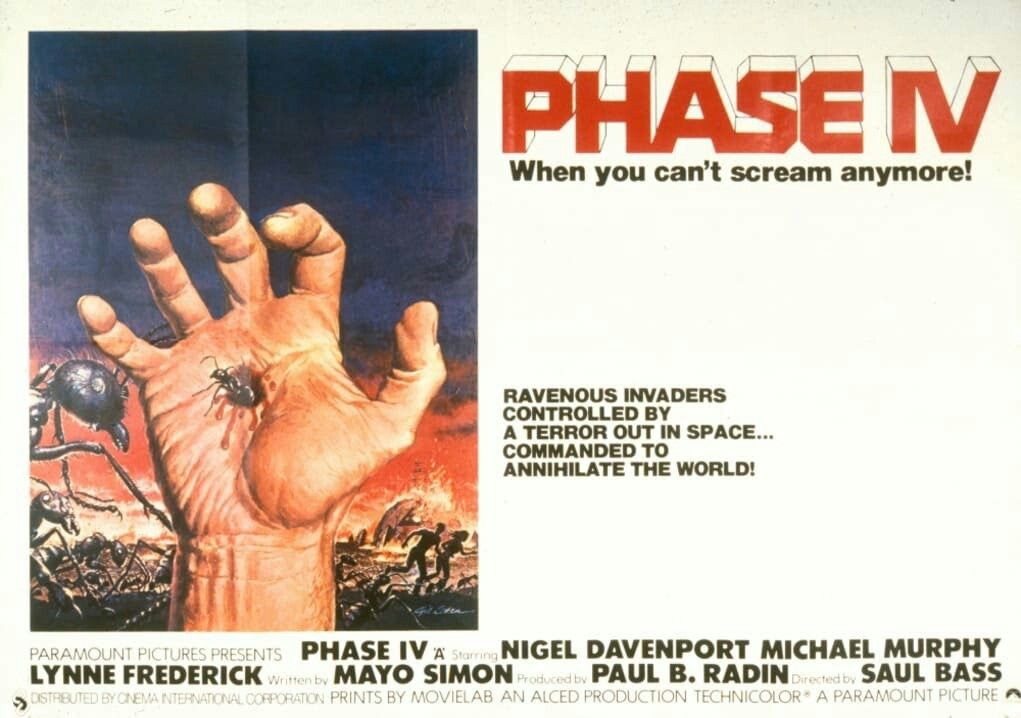 PHASE IV
When you can't scream anymore!
RAVENOUS INVADERS
CONTROLLED BY
A TERROR OUT IN SPACE...
COMMANDED TO
ANNIHILATE THE WORLD!
PARAMOUNT PICTURES PRESENTS PHASE IV 'A' Starring NIGEL DAVENPORT MICHAEL MURPHY
LYNNE FREDERICK Written by MAYO SIMON Produced by PAUL B. RADIN Directed by SAUL BASS
DISTRIBUTED BY CINEMA INTERNATIONAL CORPORATION PRINTS BY MOVIELAB AN ALCED PRODUCTION TECHNICOLOR® A PARAMOUNT PICTURE